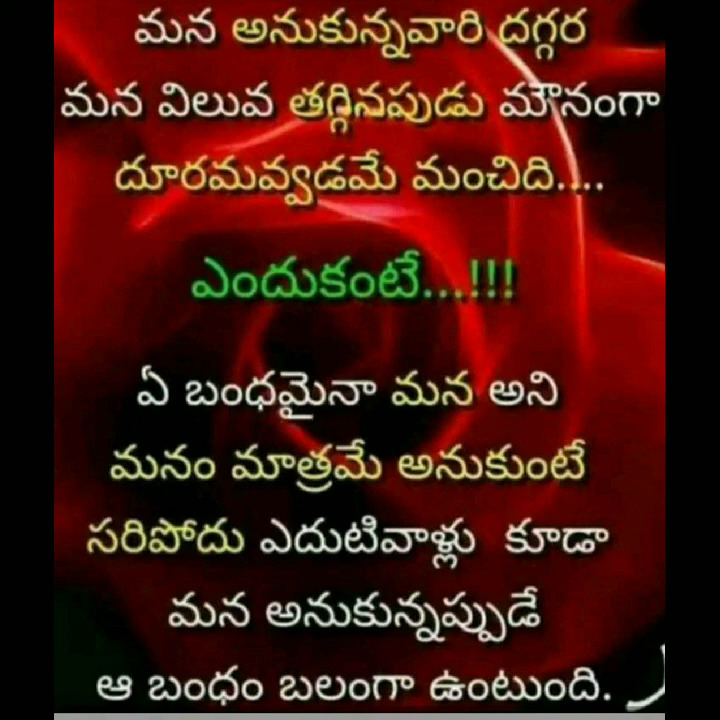 మన అనుకున్నవారి దగ్గర
మన విలువ తగ్గినపుడు మౌనంగా
దూరమవ్వడమే మంచిది....
ఎందుకంటే...!!!
ఏ బంధమైనా మన అని
మనం మాత్రమే అనుకుంటే
సరిపోదు ఎదుటివాళ్లు కూడా
మన అనుకున్నప్పుడే
ఆ బంధం బలంగా ఉంటుంది.